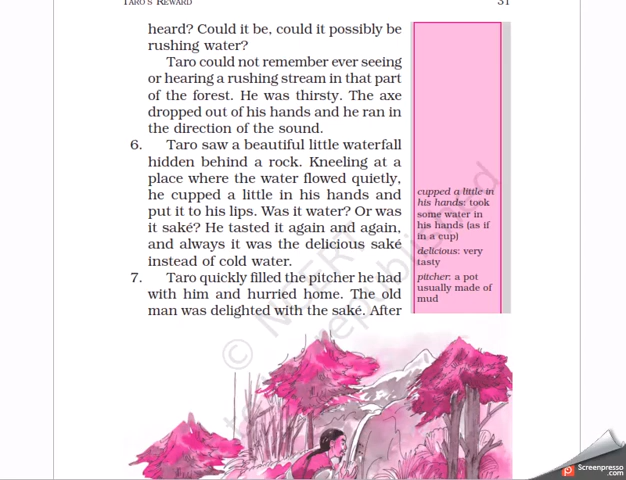 TARO'S REWARD 31
heard? Could it be, could it possibly be
rushing water?
Taro could not remember ever seeing
or hearing a rushing stream in that part
of the forest. He was thirsty. The axe
dropped out of his hands and he ran in
the direction of the sound.
6. Taro saw a beautiful little waterfall
hidden behind a rock. Kneeling at a
place where the water flowed quietly,
he cupped a little in his hands and
put it to his lips. Was it water? Or was
it saké? He tasted it again and again,
and always it was the delicious saké
instead of cold water.
7. Taro quickly filled the pitcher he had
with him and hurried home. The old
man was delighted with the saké. After
cupped a little in
his hands: took
some water in
his hands (as if
in a cup)
delicious: very
tasty
pitcher: a pot
usually made of
mud
© NCERT
republished
Screenpresso
.com